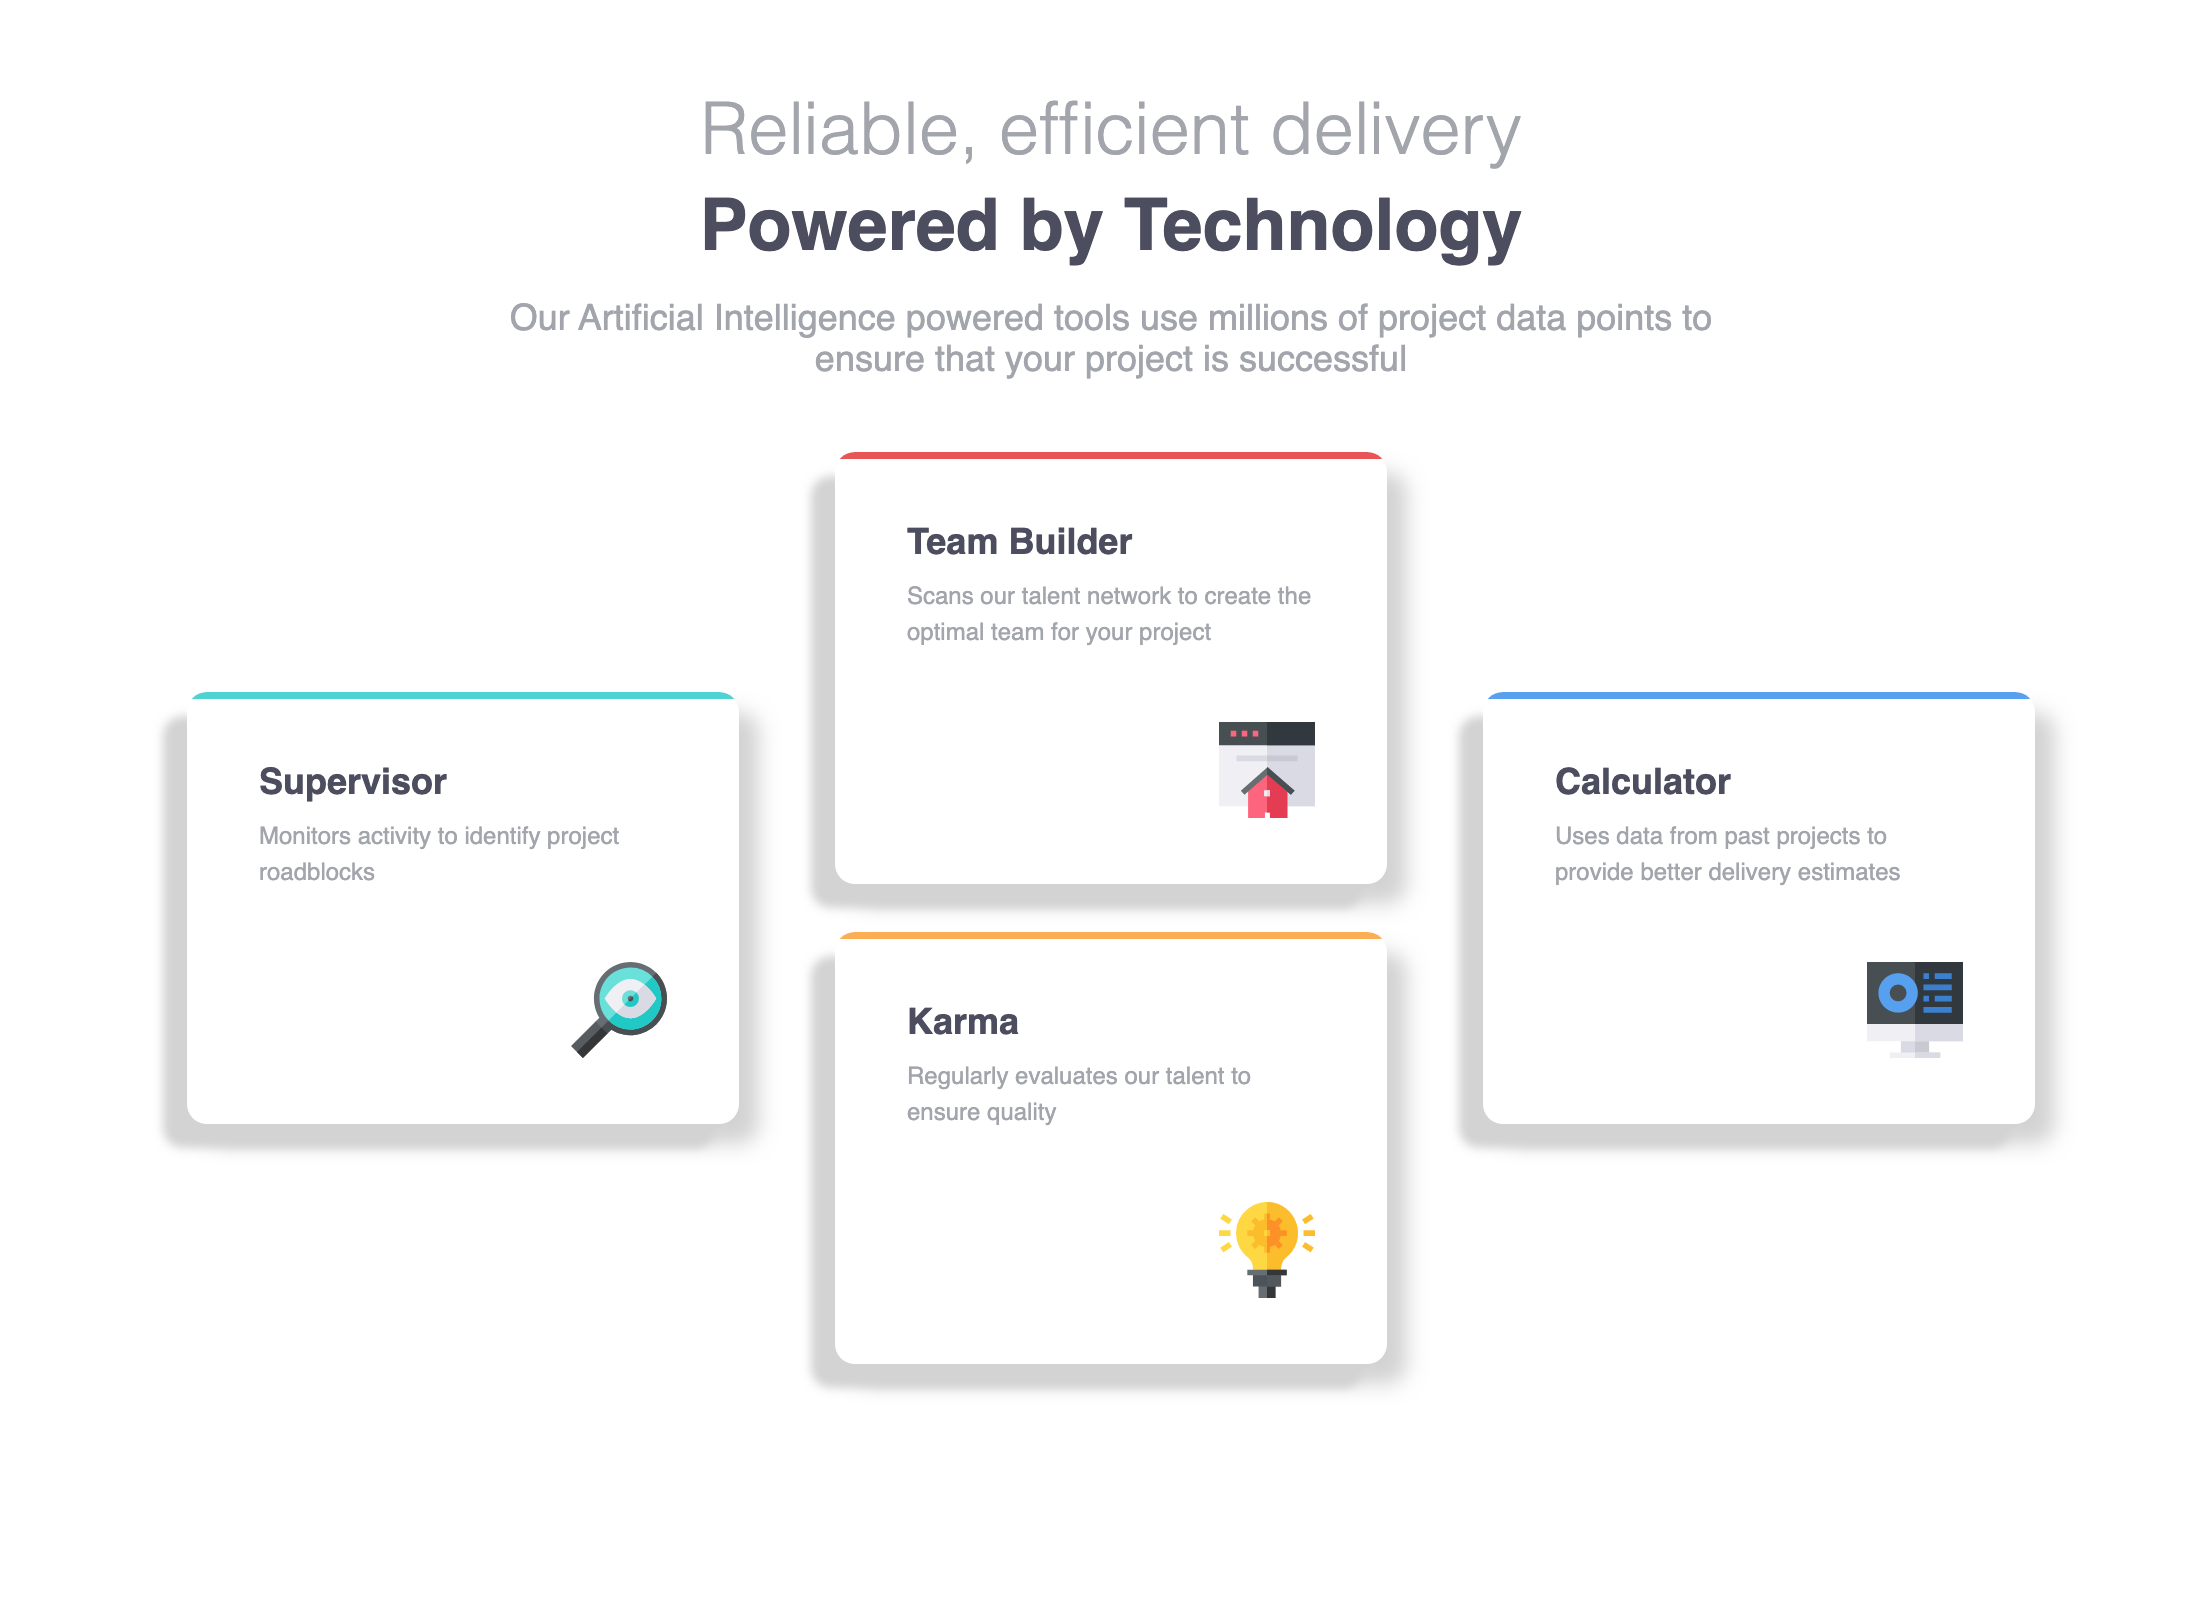 Reliable, efficient delivery
Powered by Technology
Our Artificial Intelligence powered tools use millions of project data points to
ensure that your project is successful
Supervisor
Monitors activity to identify project
roadblocks
Team Builder
Scans our talent network to create the
optimal team for your project
Karma
Regularly evaluates our talent to
ensure quality
Calculator
Uses data from past projects to
provide better delivery estimates